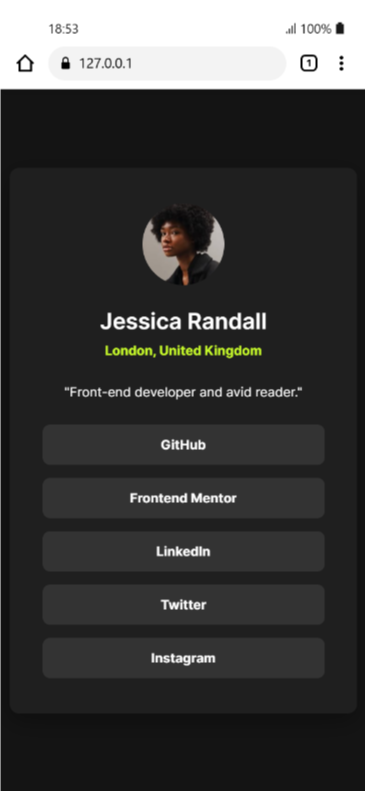 18:53 100%
127.0.0.1 1
Jessica Randall
London, United Kingdom
"Front-end developer and avid reader."
GitHub
Frontend Mentor
LinkedIn
Twitter
Instagram